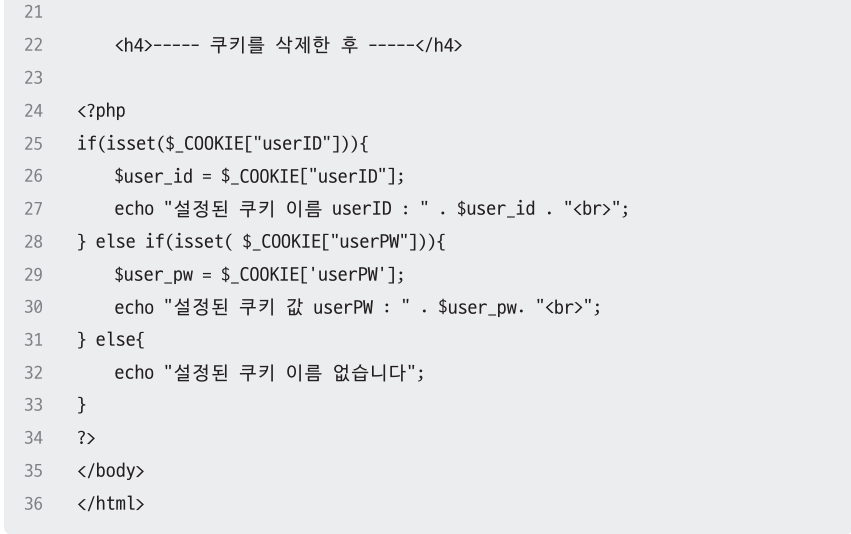 21
22 <h4>----- 쿠키를 삭제한 후 -----</h4>
23
24 <?php
25 if(isset($_COOKIE["userID"])){
26 $user_id = $_COOKIE["userID"];
27 echo "설정된 쿠키 이름 userID : " . $user_id . "<br>";
28 } else if(isset( $_COOKIE["userPW"])){
29 $user_pw = $_COOKIE['userPW'];
30 echo "설정된 쿠키 값 userPW : " . $user_pw. "<br>";
31 } else{
32 echo "설정된 쿠키 이름 없습니다";
33 }
34 ?>
35 </body>
36 </html>